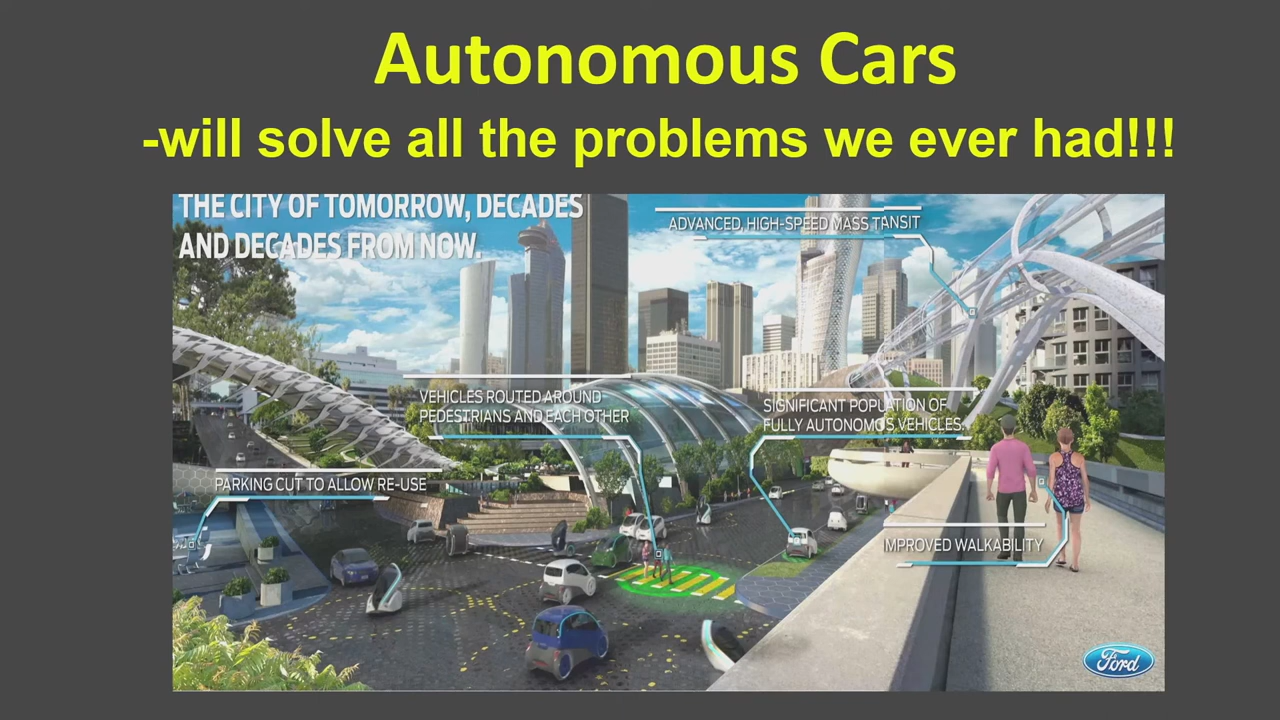 Autonomous Cars
-will solve all the problems we ever had!!!
THE CITY OF TOMORROW, DECADES
AND DECADES FROM NOW.
ADVANCED, HIGH-SPEED MASS TANSIT
VEHICLES ROUTED AROUND
PEDESTRIANS AND EACH OTHER
SIGNIFICANT POPULATION OF
FULLY AUTONOMOUS VEHICLES.
PARKING CUT TO ALLOW RE-USE
IMPROVED WALKABILITY
Ford